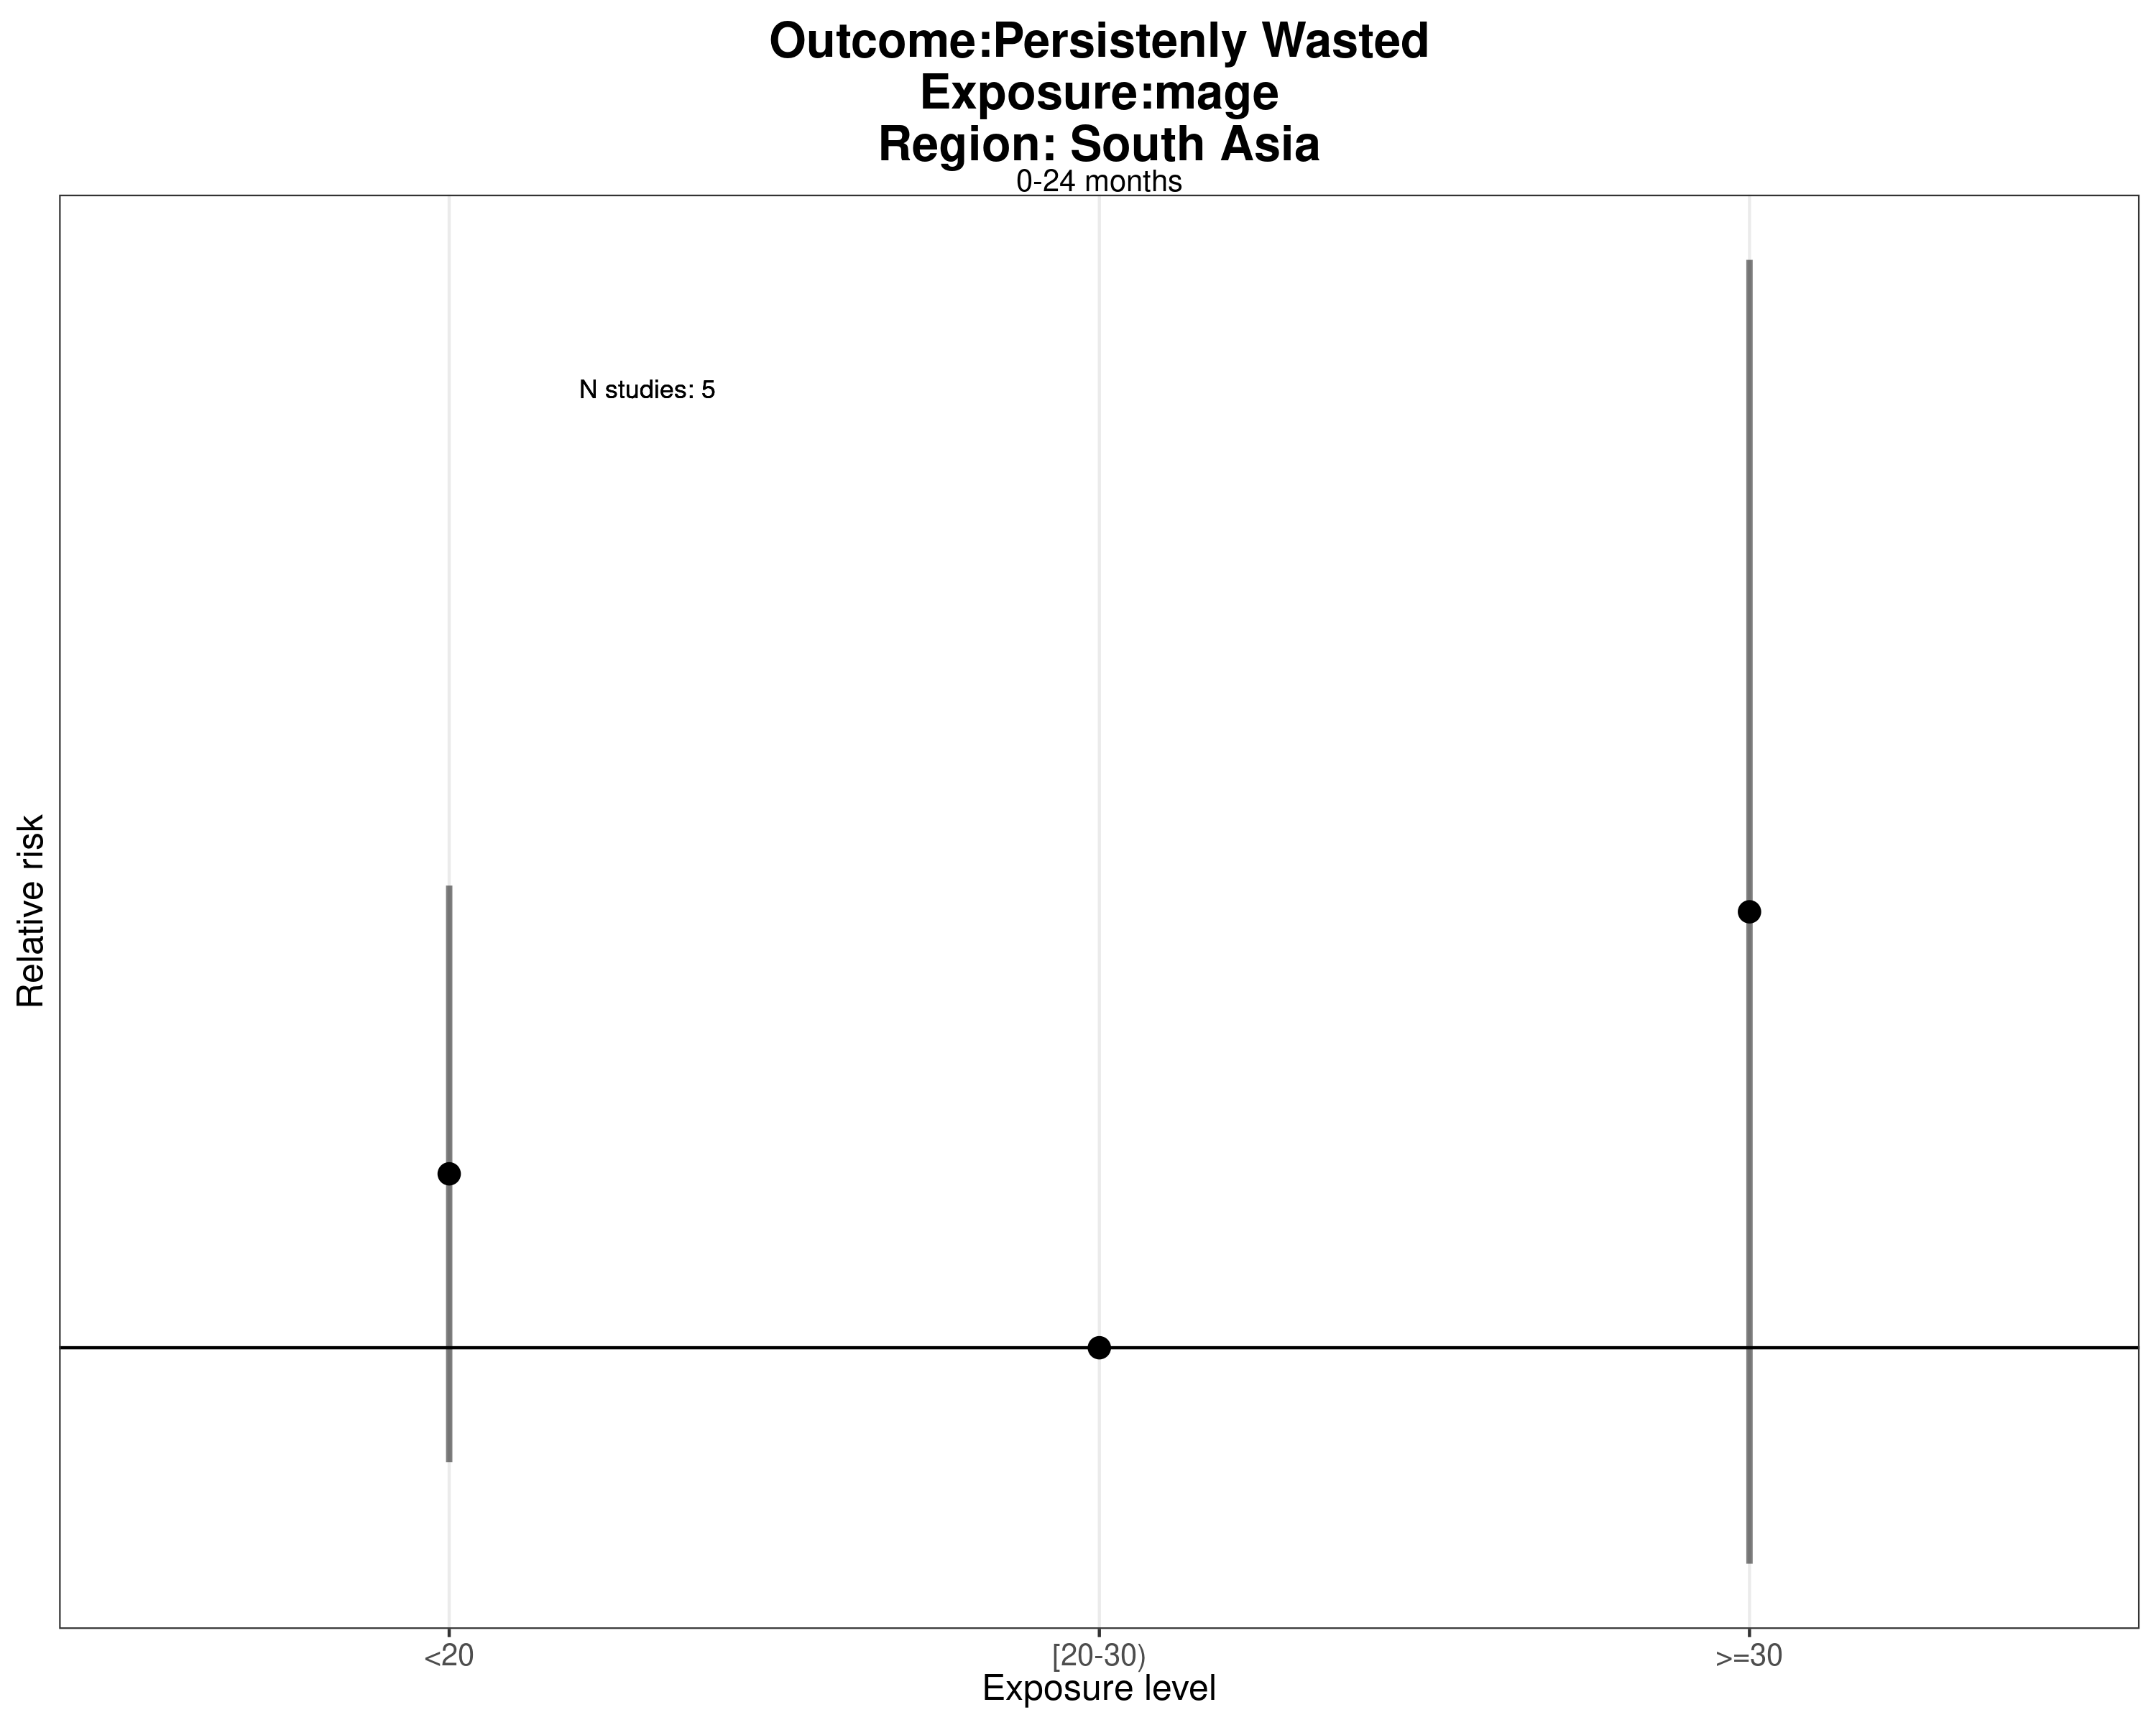 Outcome:Persistenly Wasted
Exposure:mage
Region: South Asia
0-24 months
N studies: 5
Relative risk
<20
[20-30)
>=30
Exposure level